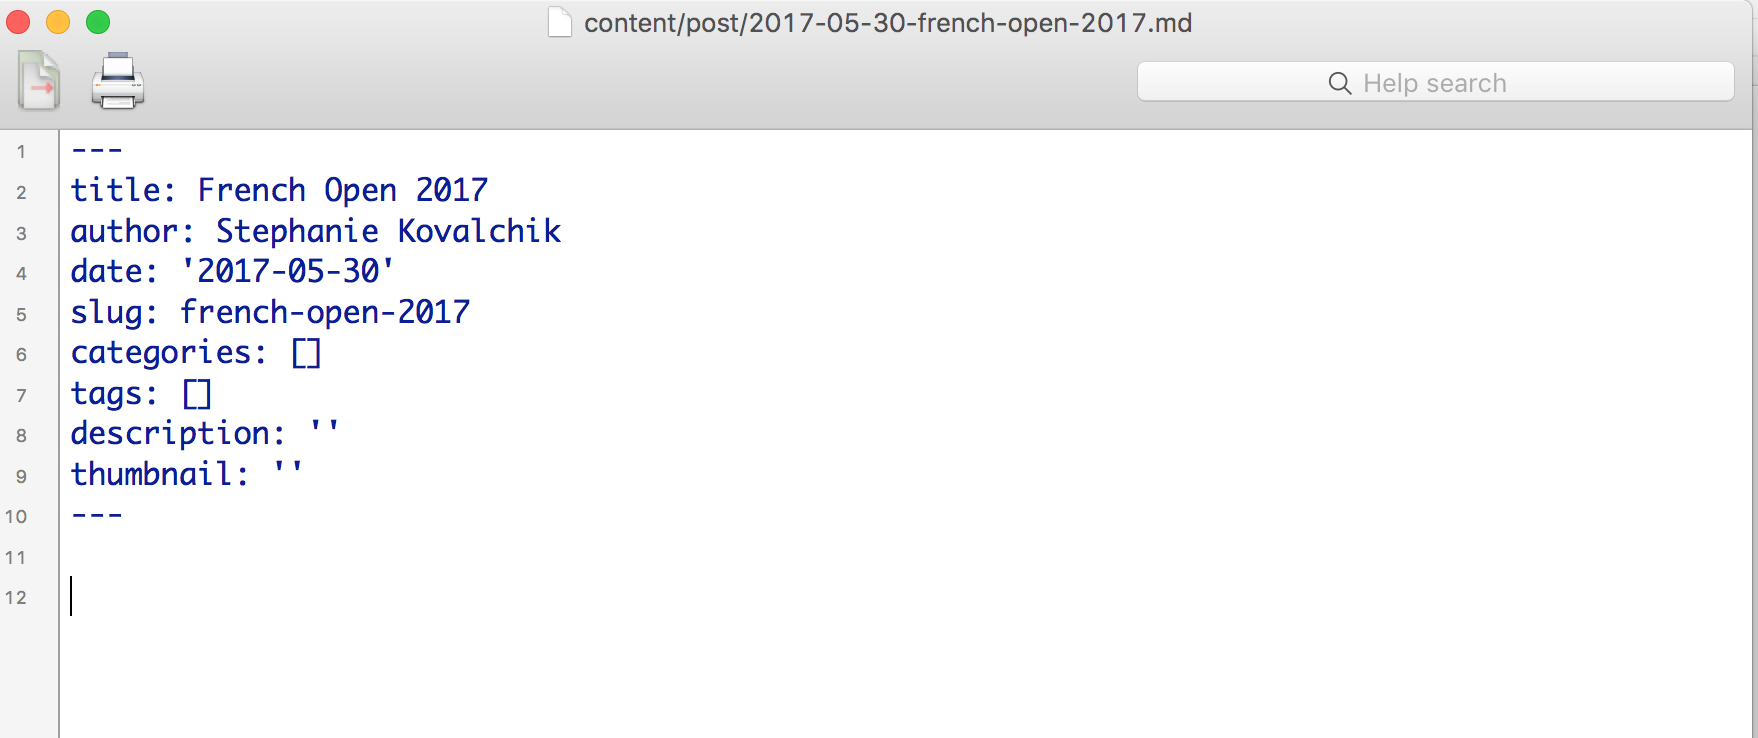 content/post/2017-05-30-french-open-2017.md
Help search
1 ---
2 title: French Open 2017
3 author: Stephanie Kovalchik
4 date: '2017-05-30'
5 slug: french-open-2017
6 categories: []
7 tags: []
8 description: ''
9 thumbnail: ''
10 ---
11
12